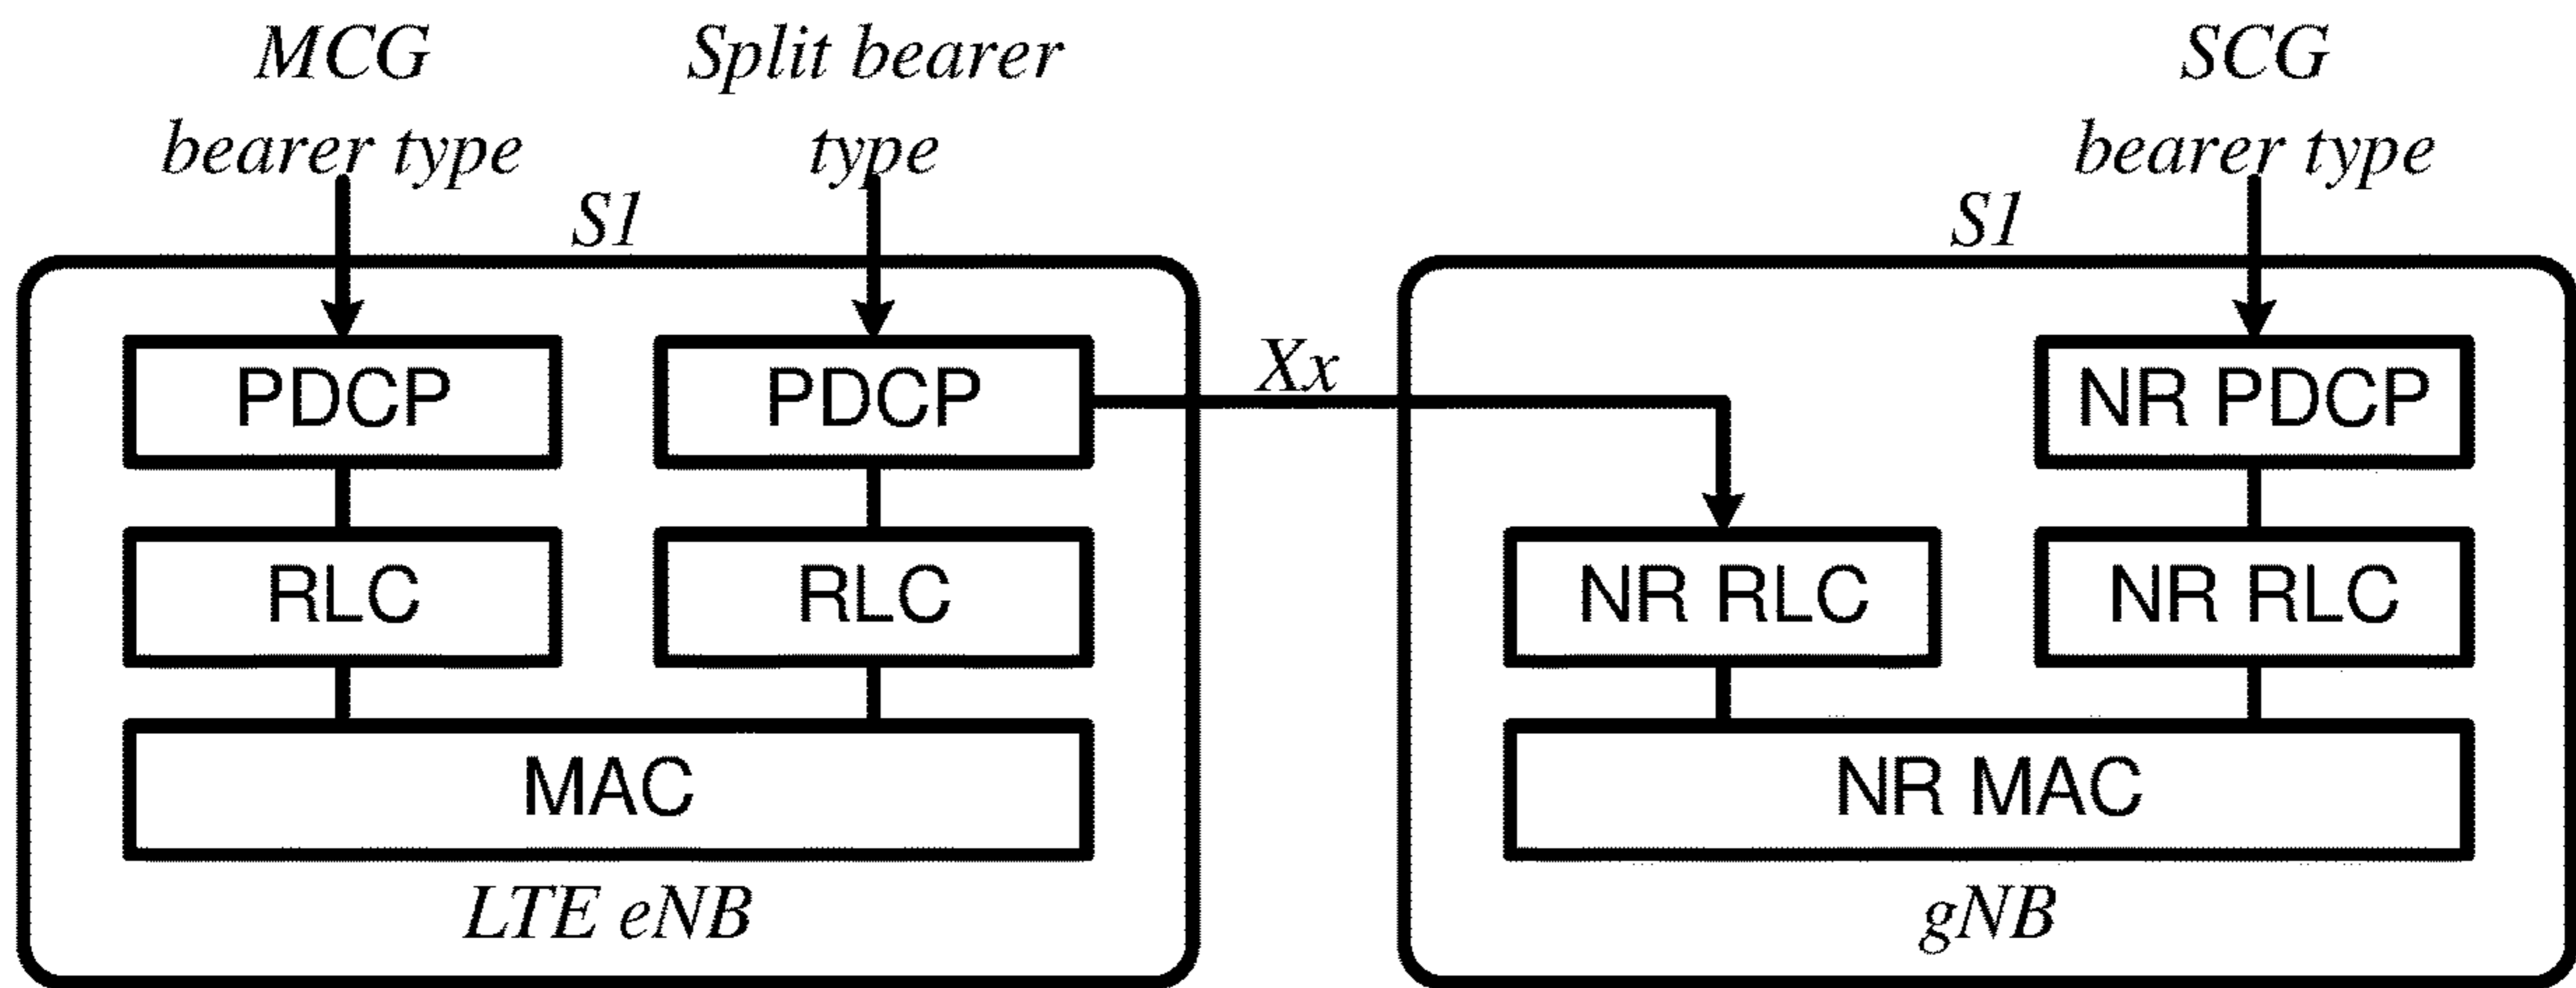 MCG
bearer type
Split bearer
type
SCG
bearer type
S1
S1
PDCP
PDCP
Xx
NR PDCP
RLC
RLC
NR RLC
NR RLC
MAC
NR MAC
LTE eNB
gNB